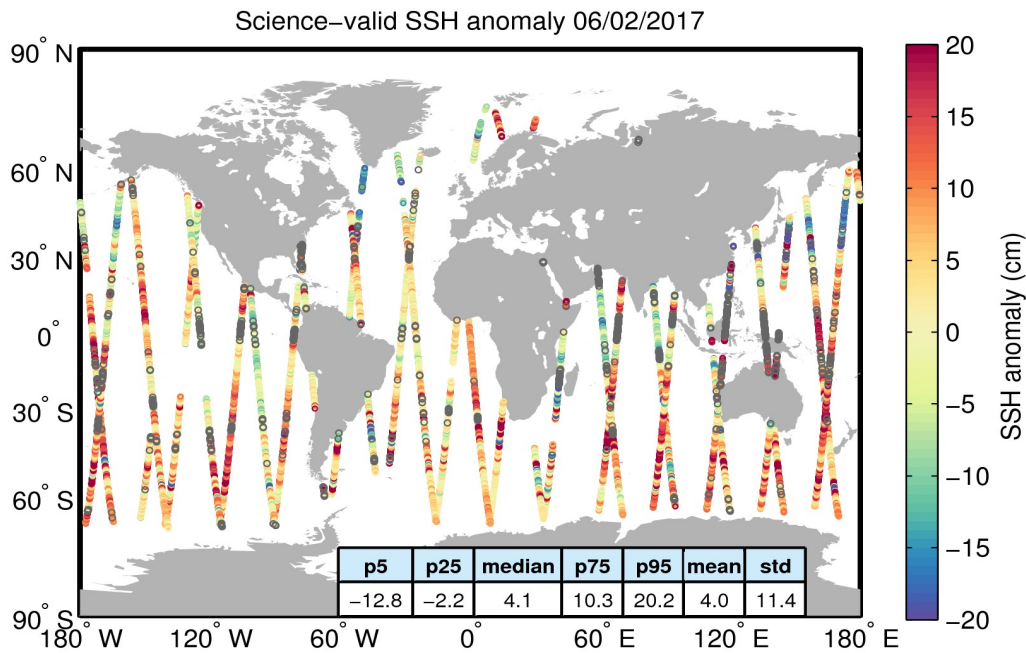 Science−valid SSH anomaly 06/02/2017
90° N
60° N
30° N
0°
30° S
60° S
90° S
180° W
120° W
60° W
0°
60° E
120° E
180° E
p5 p25 median p75 p95 mean std
−12.8 −2.2 4.1 10.3 20.2 4.0 11.4
20
15
10
5
0
−5
−10
−15
−20
SSH anomaly (cm)